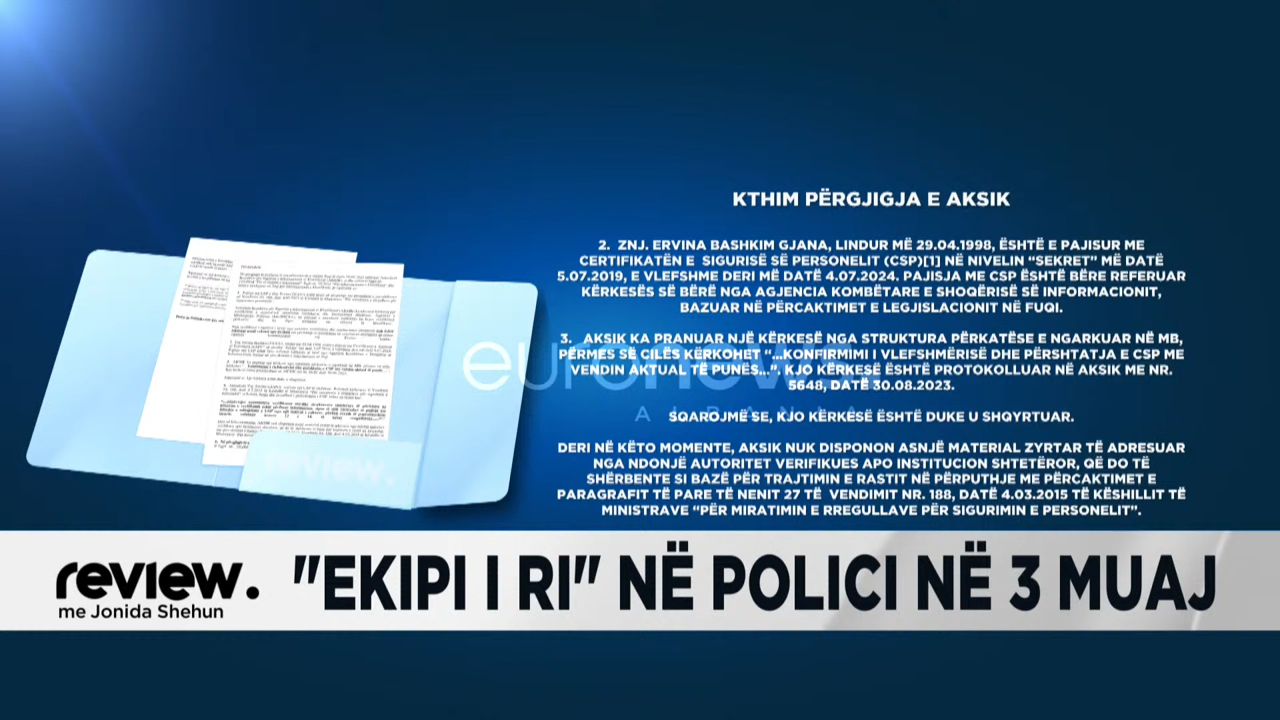 KTHIM PËRGJIGJA E AKSIK
2. ZNJ. ERVINA BASHKIM GJANA, LINDUR MË 29.04.1998, ËSHTË E PAJISUR ME
CERTIFIKATËN E SIGURISË SË PERSONELIT (CSP)[1] NË NIVELIN “SEKRET” MË DATË
5.07.2019, E VLEFSHME DERI MË DATË 4.07.2024. PAJISJA ME CSP ËSHTË BËRE REFERUAR
KËRKESËS SË BËRË NGA AGJENCIA KOMBËTARE E SHOQËRISË SË INFORMACIONIT,
BAZUAR NË PËRCAKTIMET E LEGJISLACIONIT NË FUQI.
3. AKSIK KA PRANUAR NJË KËRKESË NGA STRUKTURA PËRKATËSE E NGARKUAR NË MB,
PËRMES SË CILËS KËRKOHET “...KONFIRMIMI I VLEFSHMERISË DHE PËRSHTATJA E CSP NE
VENDIN AKTUAL TË PUNËS...”. KJO KËRKESË ËSHTË PROTOKOLLUAR NË AKSIK ME NR.
5648, DATË 30.08.2023.
SQAROJMË SE, KJO KËRKESË ËSHTË DUKE U SHQYRTUAR.
DERI NË KËTO MOMENTE, AKSIK NUK DISPONON ASNJË MATERIAL ZYRTAR TË ADRESUAR
NGA NDONJË AUTORITET VERIFIKUES APO INSTITUCION SHTETËROR, QË DO TË
SHËRBENTE SI BAZË PËR TRAJTIMIN E RASTIT NË PËRPUTHJE ME PËRCAKTIMET E
PARAGRAFIT TË PARE TË NENIT 27 TË VENDIMIT NR. 188, DATË 4.03.2015 TË KËSHILLIT TË
MINISTRAVE “PËR MIRATIMIN E RREGULLAVE PËR SIGURIMIN E PERSONELIT”.
review.
me Jonida Shehun
"EKIPI I RI" NË POLICI NË 3 MUAJ